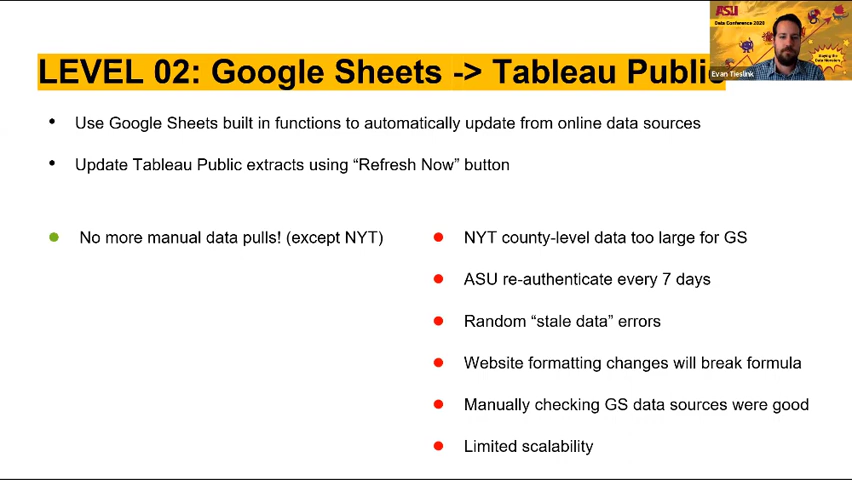 ASU
Data Conference 2020
Evan Tieslink
LEVEL 02: Google Sheets -> Tableau Public
• Use Google Sheets built in functions to automatically update from online data sources
• Update Tableau Public extracts using “Refresh Now” button
No more manual data pulls! (except NYT)
NYT county-level data too large for GS
ASU re-authenticate every 7 days
Random “stale data” errors
Website formatting changes will break formula
Manually checking GS data sources were good
Limited scalability